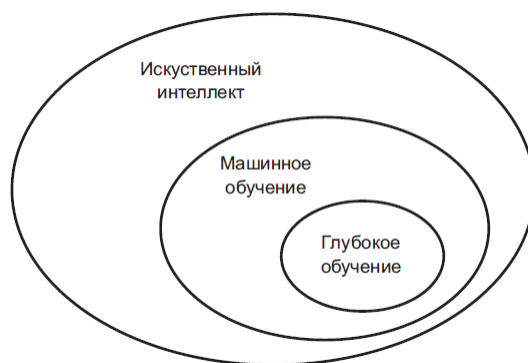 Искуственный
интеллект
Машинное
обучение
Глубокое
обучение